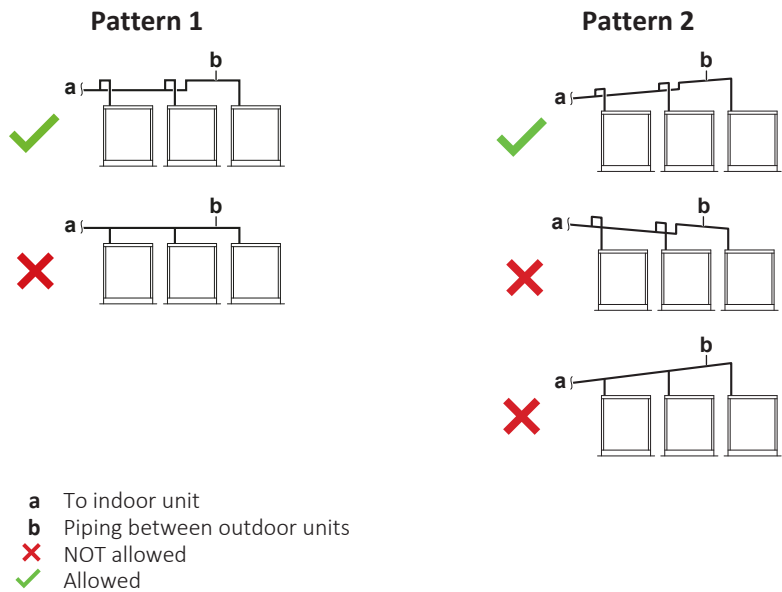 Pattern 1
b
a
b
a
Pattern 2
b
a
b
a
b
a
a To indoor unit
b Piping between outdoor units
NOT allowed
Allowed